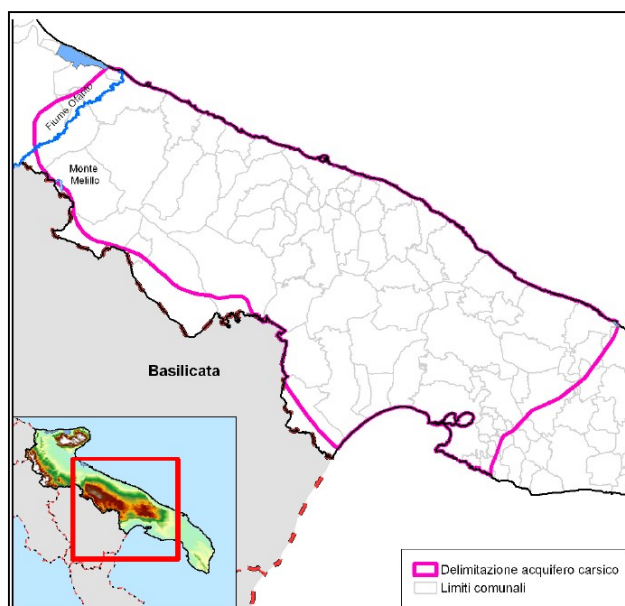 Fiume Ofanto
Monte
Melillo
Basilicata
Delimitazione acquifero carsico
Limiti comunali